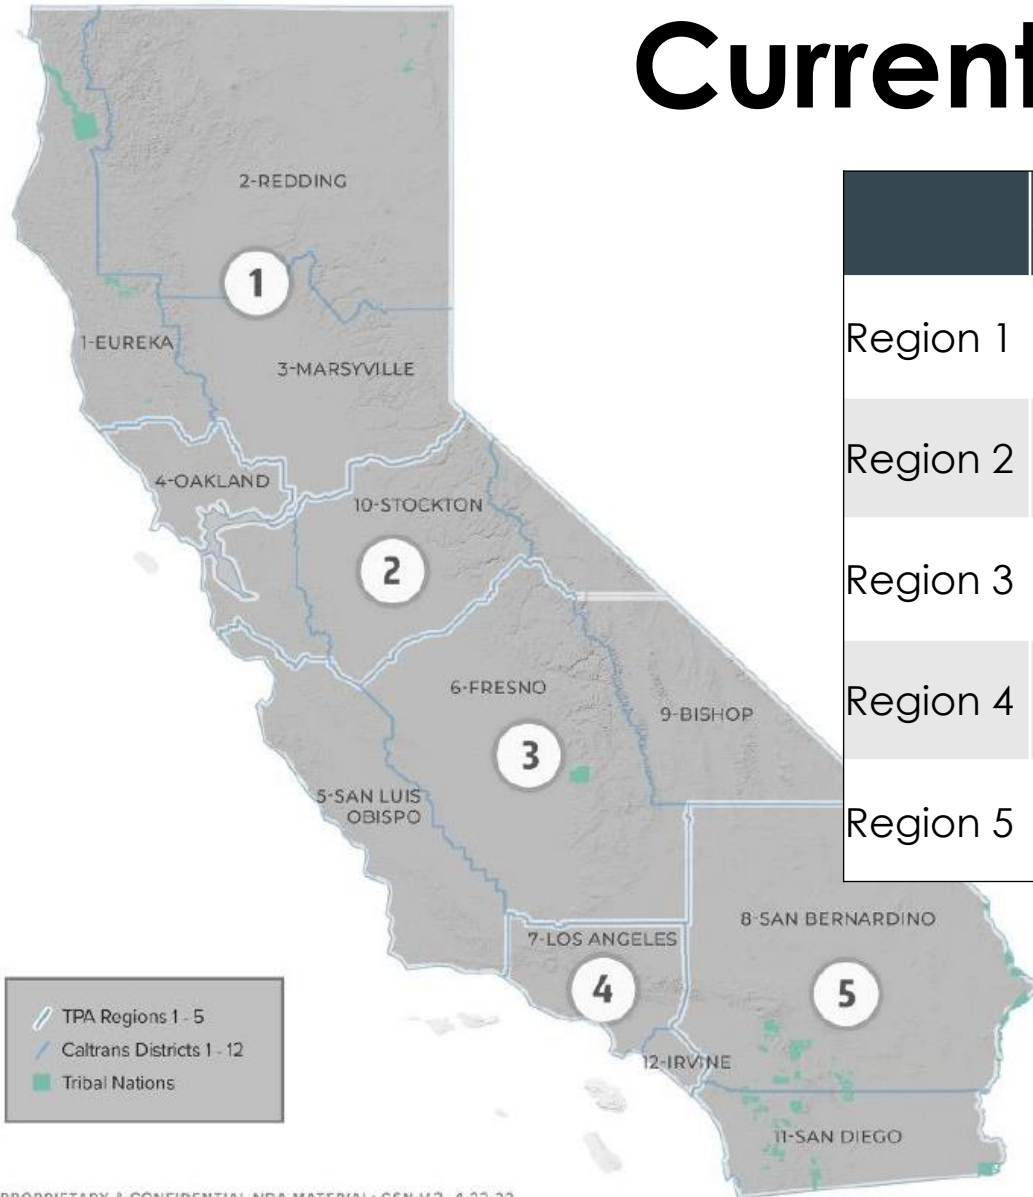 Current
2-REDDING
1
1-EUREKA
3-MARSYVILLE
4-OAKLAND
10-STOCKTON
2
6-FRESNO
9-BISHOP
3
5-SAN LUIS
OBISPO
8-SAN BERNARDINO
7-LOS ANGELES
4
5
12-IRVINE
11-SAN DIEGO
TPA Regions 1 - 5
Caltrans Districts 1 - 12
Tribal Nations
Region 1
Region 2
Region 3
Region 4
Region 5